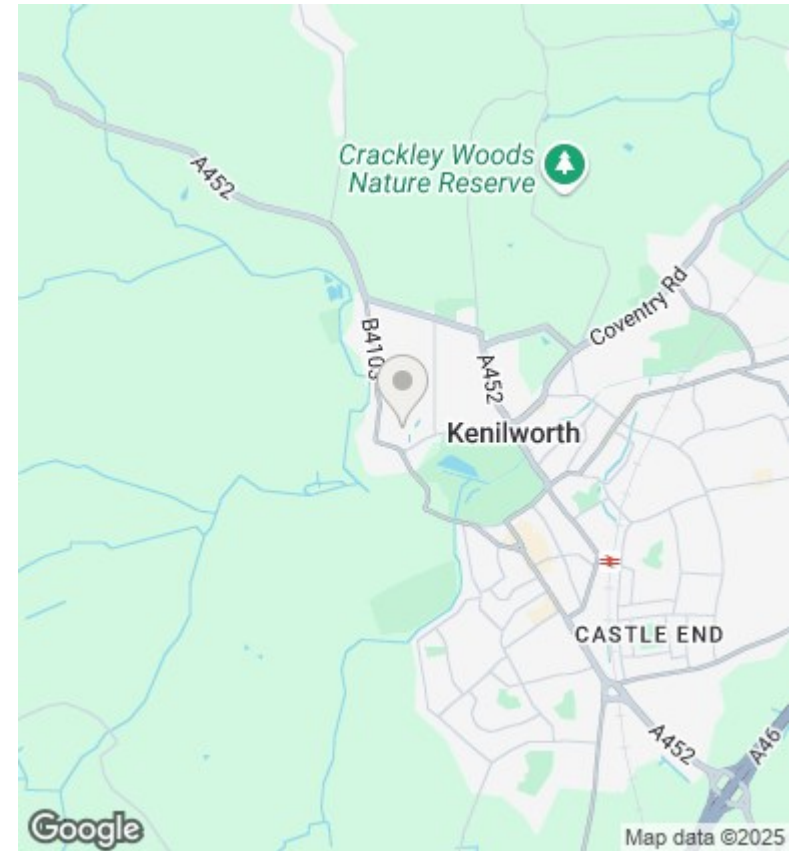 A452
Crackley Woods
Nature Reserve
Coventry Rd
B4103
A452
Kenilworth
CASTLE END
A452
A46
Google
Map data ©2025